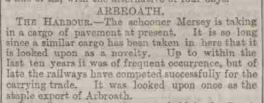 ARBROATH.
THE HARBOUR.—The schooner Mersey is taking
in a cargo of pavement at present. It is so long
since a similar cargo has been taken in here that it
is looked upon as a novelty. Up to within the
last ten years it was of frequent occurrence, but of
late the railways have competed successfully for the
carrying trade. It was looked upon once as the
staple export of Arbroath.